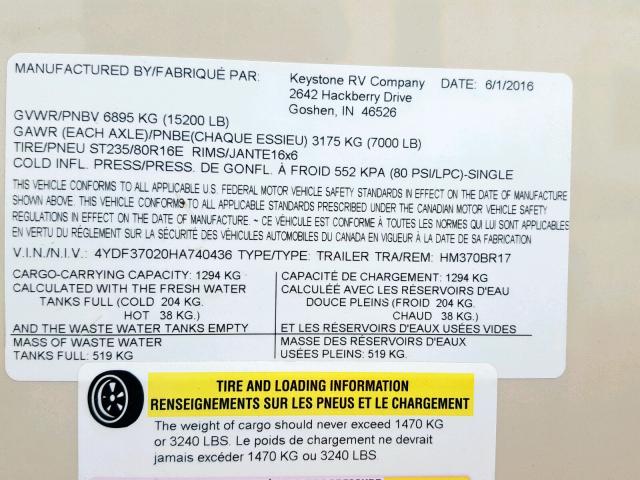 MANUFACTURED BY/FABRIQUÉ PAR: Keystone RV Company DATE: 6/1/2016
2642 Hackberry Drive
Goshen, IN 46526
GVWR/PNBV 6895 KG (15200 LB)
GAWR (EACH AXLE)/PNBE(CHAQUE ESSIEU) 3175 KG (7000 LB)
TIRE/PNEU ST235/80R16E RIMS/JANTE16x6
COLD INFL. PRESS/PRESS. DE GONFL. À FROID 552 KPA (80 PSI/LPC)-SINGLE
THIS VEHICLE CONFORMS TO ALL APPLICABLE U.S. FEDERAL MOTOR VEHICLE SAFETY STANDARDS IN EFFECT ON THE DATE OF MANUFACTURE
SHOWN ABOVE. THIS VEHICLE CONFORMS TO ALL APPLICABLE STANDARDS PRESCRIBED UNDER THE CANADIAN MOTOR VEHICLE SAFETY
REGULATIONS IN EFFECT ON THE DATE OF MANUFACTURE. ~ CE VÉHICULE EST CONFORME À TOUTES LES NORMES QUI LUI SONT APPLICABLES
EN VERTU DU RÉGLEMENT SUR LA SÉCURITÉ DES VÉHICULES AUTOMOBILES DU CANADA EN VIGUEUR À LA DATE DE SA FABRICATION
V.I.N./N.I.V.: 4YDF37020HA740436 TYPE/TYPE: TRAILER TRA/REM: HM370BR17
CARGO-CARRYING CAPACITY: 1294 KG
CALCULATED WITH THE FRESH WATER
TANKS FULL (COLD 204 KG.
HOT 38 KG.)
AND THE WASTE WATER TANKS EMPTY
MASS OF WASTE WATER
TANKS FULL: 519 KG
CAPACITÉ DE CHARGEMENT: 1294 KG
CALCULÉE AVEC LES RÉSERVOIRS D'EAU
DOUCE PLEINS (FROID 204 KG.
CHAUD 38 KG.)
ET LES RÉSERVOIRS D'EAUX USÉES VIDES
MASSE DES RÉSERVOIRS D'EAUX
USÉES PLEINS: 519 KG.
TIRE AND LOADING INFORMATION
RENSEIGNEMENTS SUR LES PNEUS ET LE CHARGEMENT
The weight of cargo should never exceed 1470 KG
or 3240 LBS. Le poids de chargement ne devrait
jamais excéder 1470 KG ou 3240 LBS.